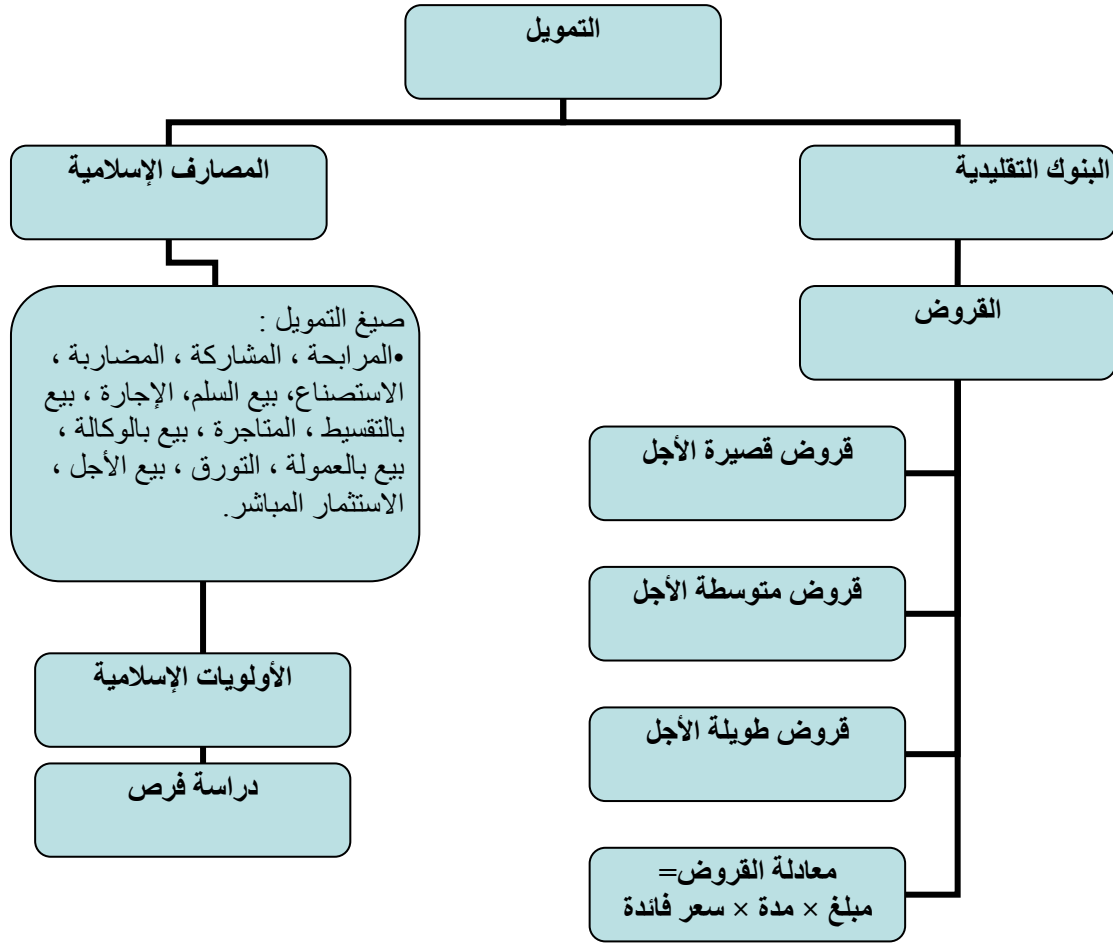 التمويل
البنوك التقليدية
المصارف الإسلامية
القروض
صيغ التمويل :
•المرابحة ، المشاركة ، المضاربة ،
الاستصناع، بيع السلم، الإجارة ، بيع
بالتقسيط ، المتاجرة ، بيع بالوكالة ،
بيع بالعمولة ، التورق ، بيع الأجل ،
الاستثمار المباشر.
قروض قصيرة الأجل
قروض متوسطة الأجل
قروض طويلة الأجل
معادلة القروض=
مبلغ × مدة × سعر فائدة
الأولويات الإسلامية
دراسة فرص